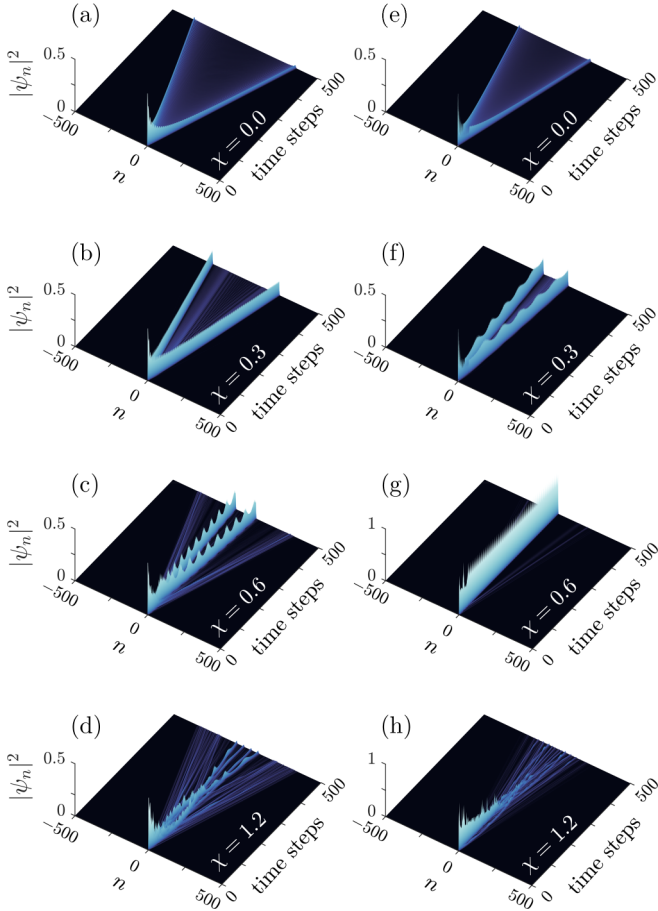 (a)
|ψₙ|²
0.5
0
−500
0
n
500
0
time steps
500
χ = 0.0
(e)
0.5
0
−500
0
n
500
0
time steps
500
χ = 0.0
(b)
|ψₙ|²
0.5
0
−500
0
n
500
0
time steps
500
χ = 0.3
(f)
0.5
0
−500
0
n
500
0
time steps
500
χ = 0.3
(c)
|ψₙ|²
0.5
0
−500
0
n
500
0
time steps
500
χ = 0.6
(g)
1
0
−500
0
n
500
0
time steps
500
χ = 0.6
(d)
|ψₙ|²
0.5
0
−500
0
n
500
0
time steps
500
χ = 1.2
(h)
1
0
−500
0
n
500
0
time steps
500
χ = 1.2